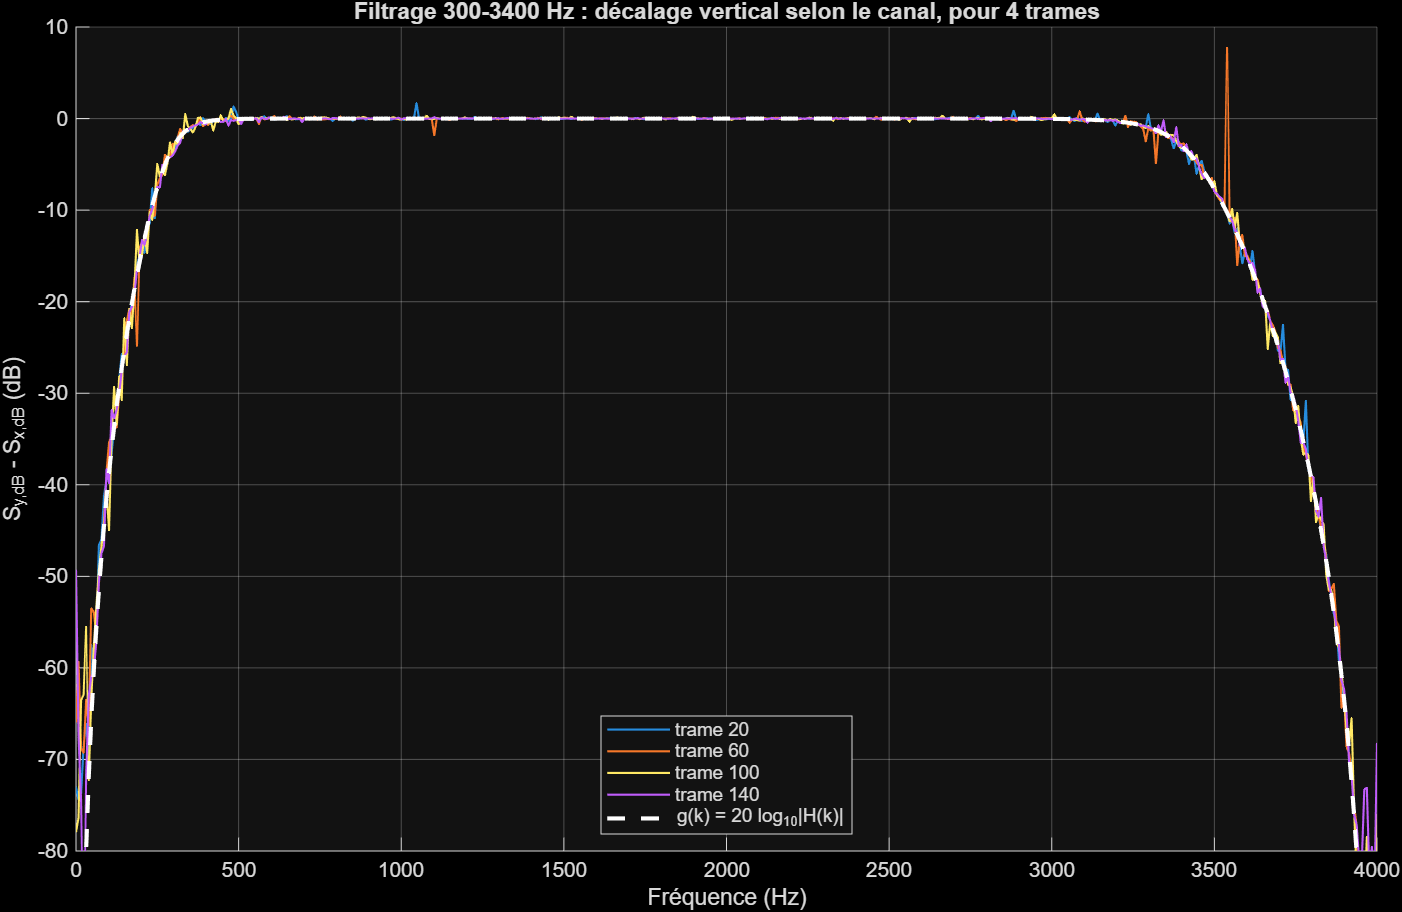 Filtrage 300-3400 Hz : décalage vertical selon le canal, pour 4 trames
S_y,dB - S_x,dB (dB)
10
0
-10
-20
-30
-40
-50
-60
-70
-80
trame 20
trame 60
trame 100
trame 140
g(k) = 20 log₁₀|H(k)|
0 500 1000 1500 2000 2500 3000 3500 4000
Fréquence (Hz)